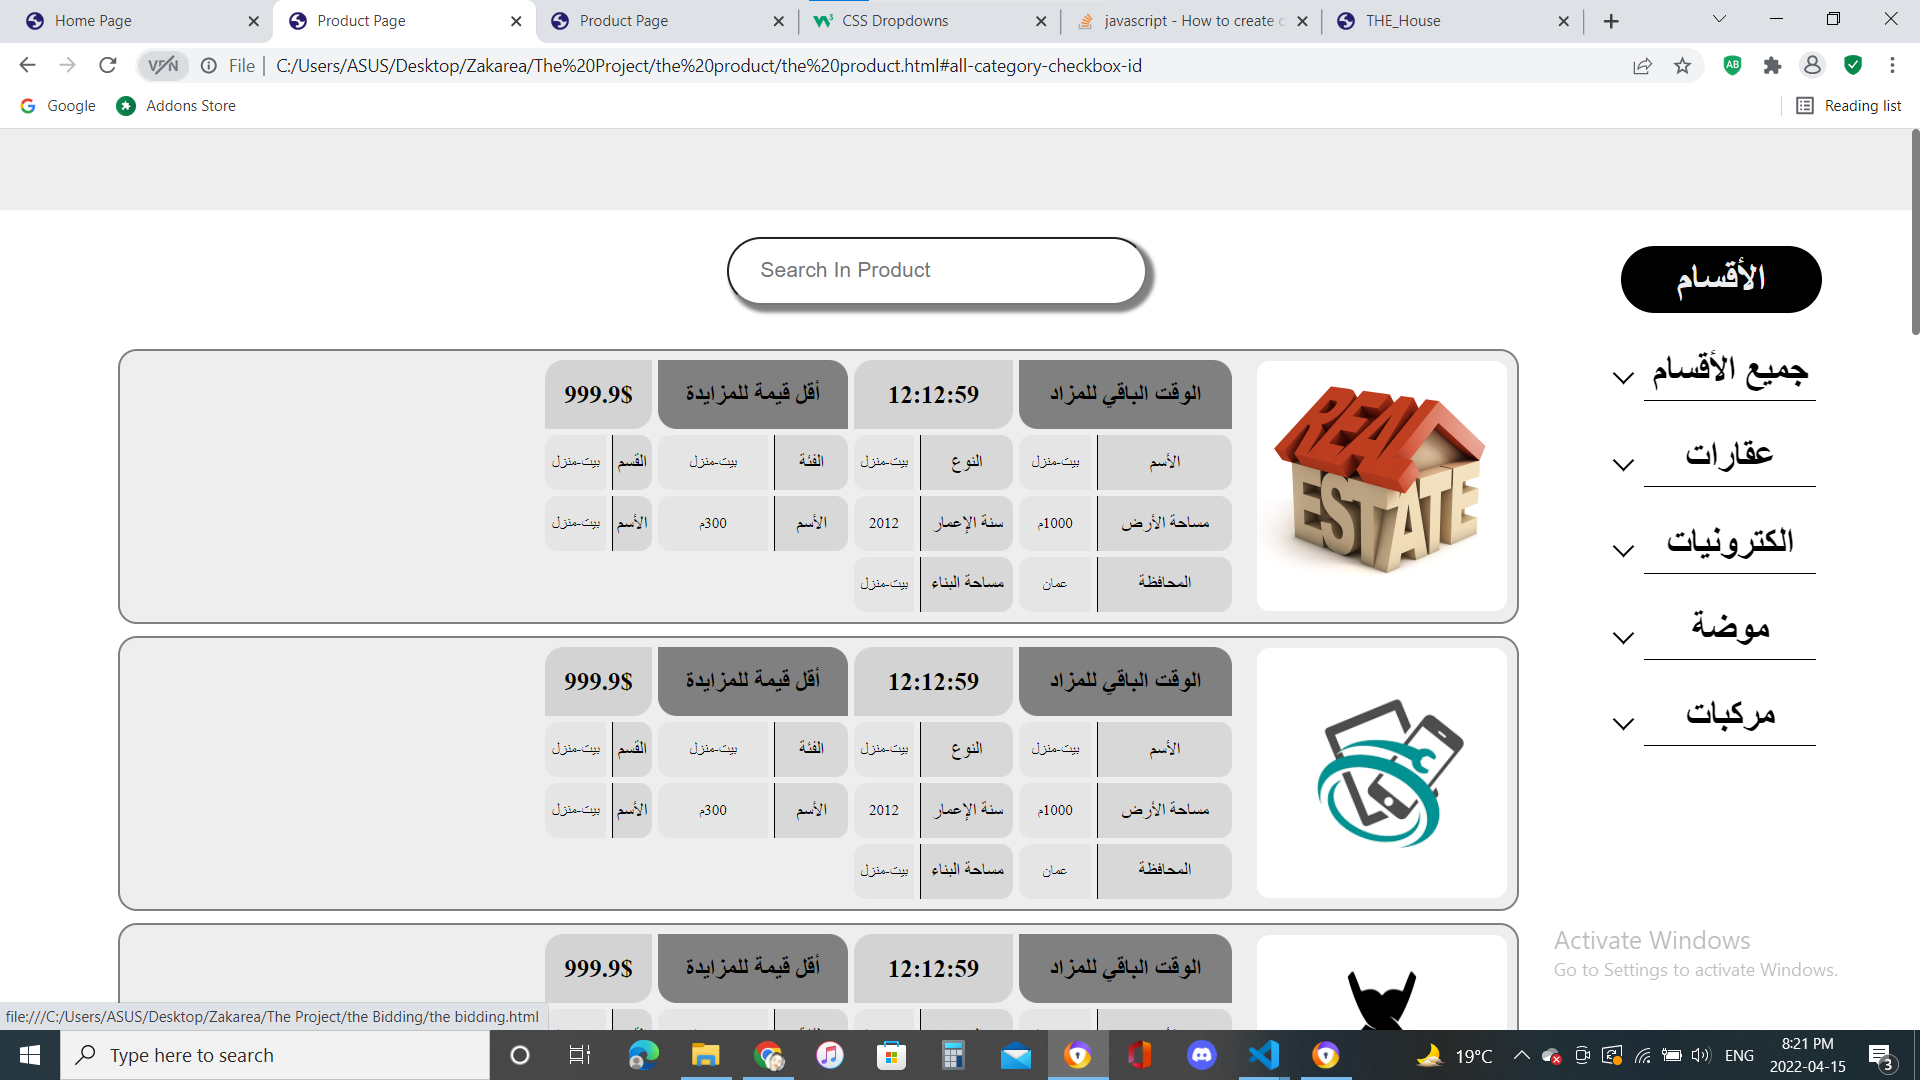 Home Page
Product Page
Product Page
CSS Dropdowns
javascript - How to create c
THE_House
VPN
File
C:/Users/ASUS/Desktop/Zakarea/The%20Project/the%20product/the%20product.html#all-category-checkbox-id
Google
Addons Store
Reading list
Search In Product
الأقسام
جميع الأقسام
عقارات
الكترونيات
موضة
مركبات
REAL
ESTATE
الوقت الباقي للمزاد 12:12:59 أقل قيمة للمزايدة 999.9$
الأسم بيت-منزل النوع بيت-منزل الفئة بيت-منزل القسم بيت-منزل
مساحة الأرض 1000م سنة الإعمار 2012 الأسم 300م الأسم بيت-منزل
المحافظة عمان مساحة البناء بيت-منزل
الوقت الباقي للمزاد 12:12:59 أقل قيمة للمزايدة 999.9$
الأسم بيت-منزل النوع بيت-منزل الفئة بيت-منزل القسم بيت-منزل
مساحة الأرض 1000م سنة الإعمار 2012 الأسم 300م الأسم بيت-منزل
المحافظة عمان مساحة البناء بيت-منزل
الوقت الباقي للمزاد 12:12:59 أقل قيمة للمزايدة 999.9$
Activate Windows
Go to Settings to activate Windows.
file:///C:/Users/ASUS/Desktop/Zakarea/The Project/the Bidding/the bidding.html
Type here to search
19°C
ENG
8:21 PM
2022-04-15
3